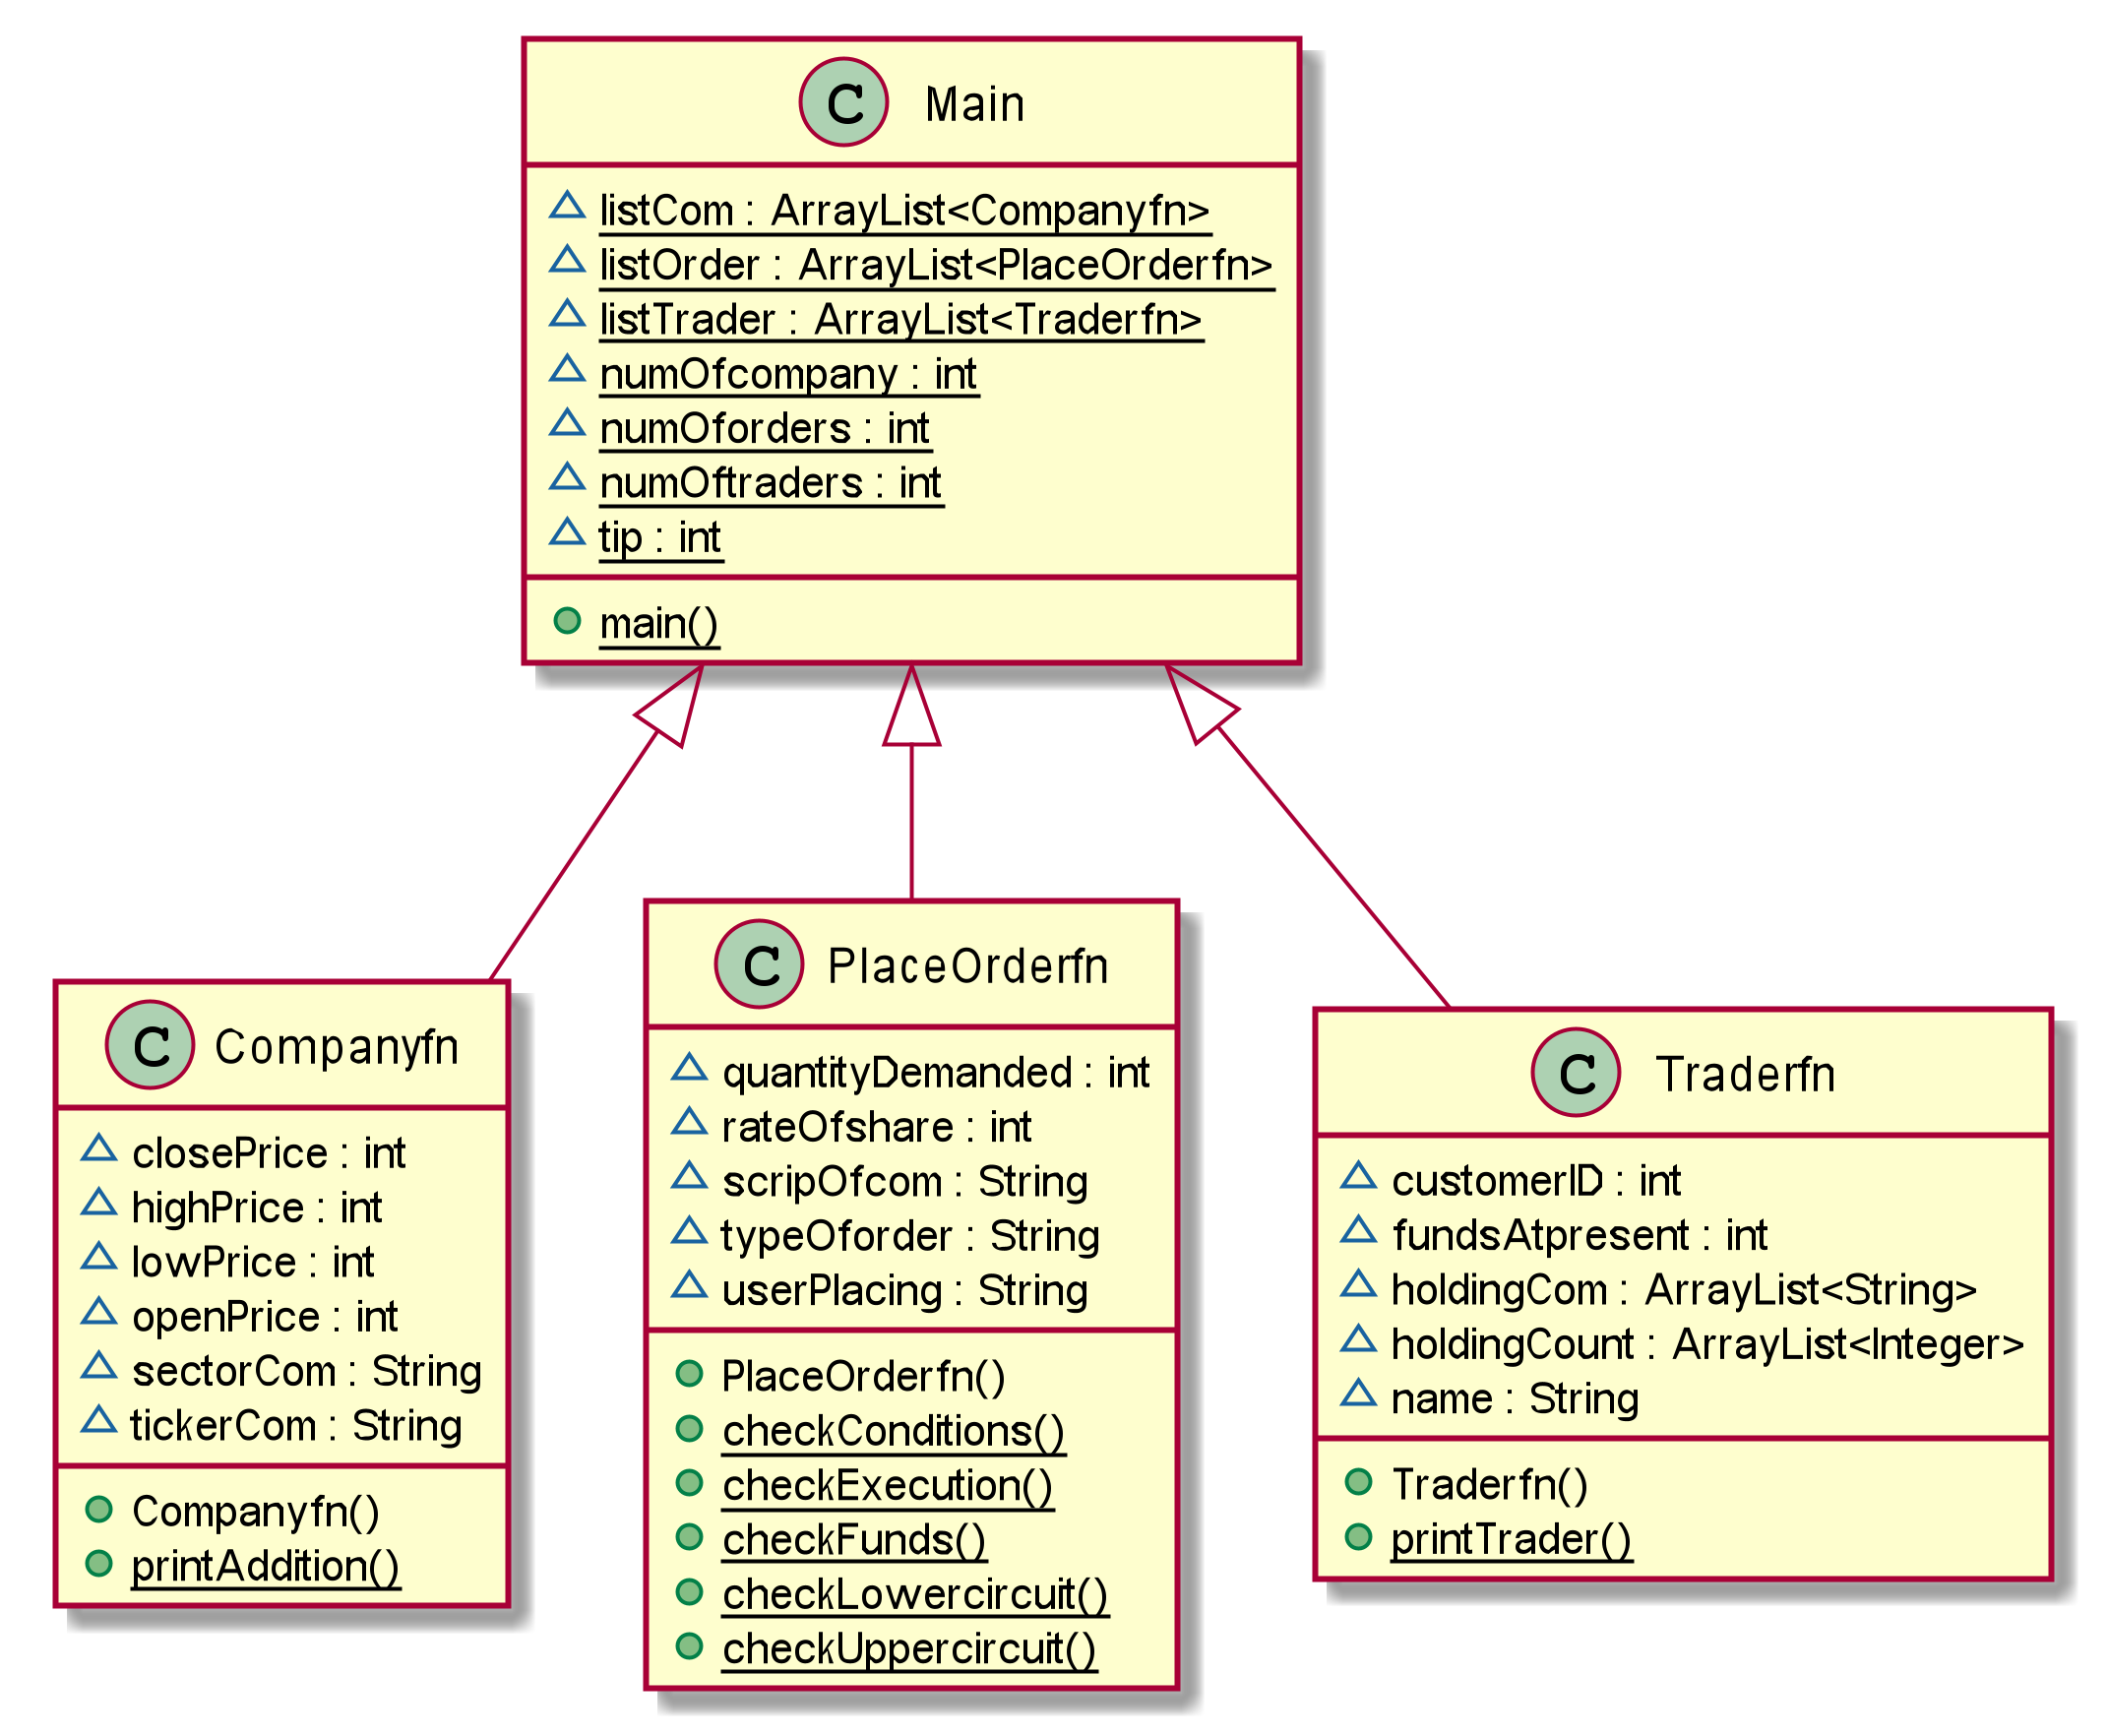 C Main
listCom : ArrayList<Companyfn>
listOrder : ArrayList<PlaceOrderfn>
listTrader : ArrayList<Traderfn>
numOfcompany : int
numOforders : int
numOftraders : int
tip : int
main()
C Companyfn
closePrice : int
highPrice : int
lowPrice : int
openPrice : int
sectorCom : String
tickerCom : String
Companyfn()
printAddition()
C PlaceOrderfn
quantityDemanded : int
rateOfshare : int
scripOfcom : String
typeOforder : String
userPlacing : String
PlaceOrderfn()
checkConditions()
checkExecution()
checkFunds()
checkLowercircuit()
checkUppercircuit()
C Traderfn
customerID : int
fundsAtpresent : int
holdingCom : ArrayList<String>
holdingCount : ArrayList<Integer>
name : String
Traderfn()
printTrader()